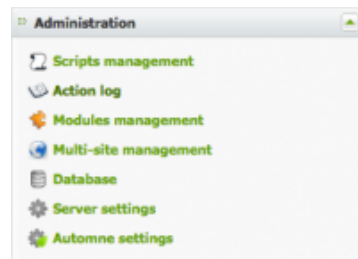 Administration
Scripts management
Action log
Modules management
Multi-site management
Database
Server settings
Automne settings